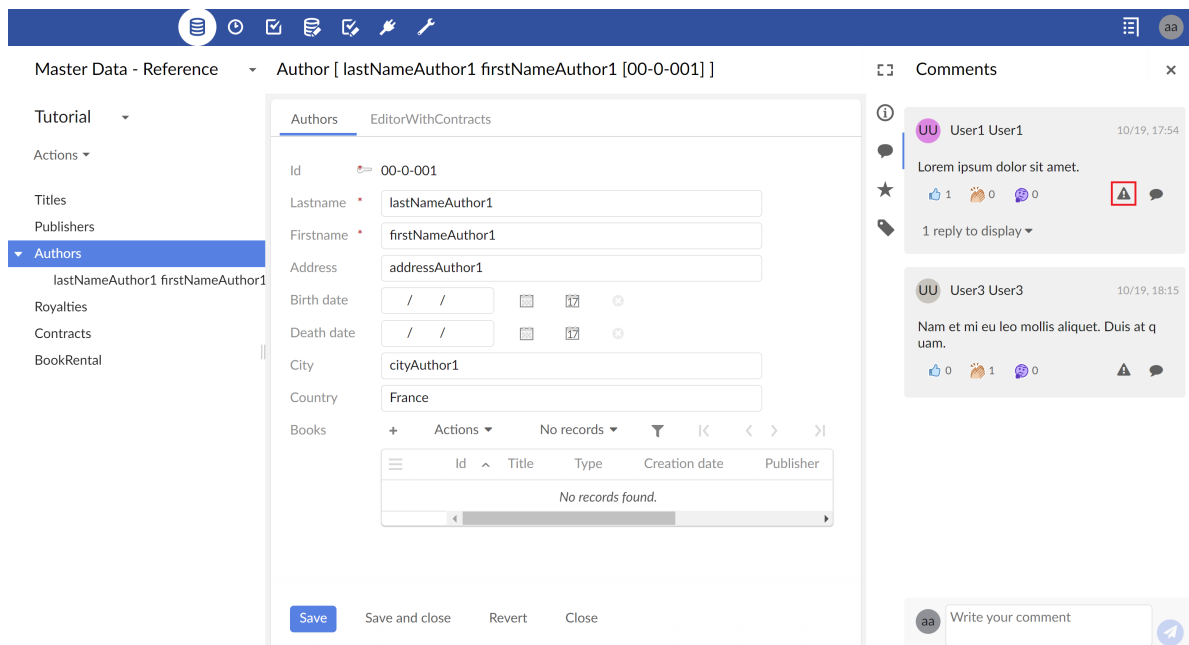 aa
Master Data - Reference
Author [ lastNameAuthor1 firstNameAuthor1 [00-0-001] ]
Comments
Tutorial
Actions
Titles
Publishers
Authors
lastNameAuthor1 firstNameAuthor1
Royalties
Contracts
BookRental
Authors EditorWithContracts
Id 00-0-001
Lastname * lastNameAuthor1
Firstname * firstNameAuthor1
Address addressAuthor1
Birth date / / 17
Death date / / 17
City cityAuthor1
Country France
Books + Actions No records
Id Title Type Creation date Publisher
No records found.
Save Save and close Revert Close
UU User1 User1 10/19, 17:54
Lorem ipsum dolor sit amet.
1 0 0
1 reply to display
UU User3 User3 10/19, 18:15
Nam et mi eu leo mollis aliquet. Duis at q
uam.
0 1 0
aa Write your comment